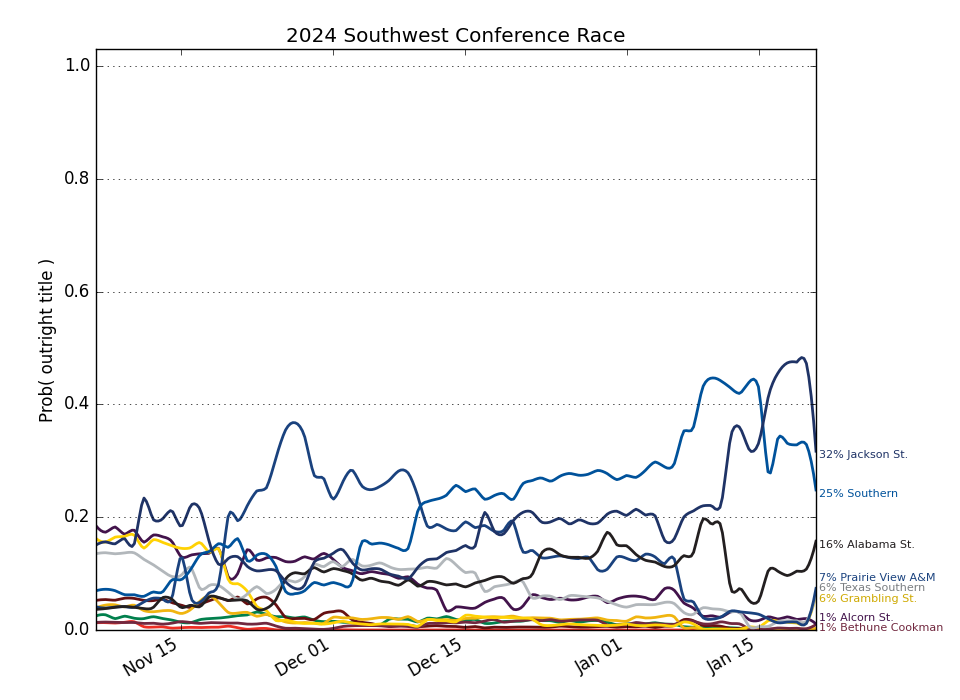 2024 Southwest Conference Race
Prob( outright title )
1.0
0.8
0.6
0.4
0.2
0.0
Nov 15
Dec 01
Dec 15
Jan 01
Jan 15
32% Jackson St.
25% Southern
16% Alabama St.
7% Prairie View A&M
6% Texas Southern
6% Grambling St.
1% Alcorn St.
1% Bethune Cookman